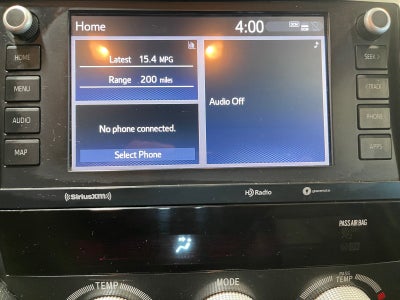 Home 4:00
Latest 15.4 MPG
Range 200 miles
Audio Off
No phone connected.
Select Phone
HOME
MENU
AUDIO
MAP
SEEK >
< TRACK
PHONE
APPS
((SiriusXM))
HD Radio
PASS AIR BAG
TEMP
MODE
PASS TEMP